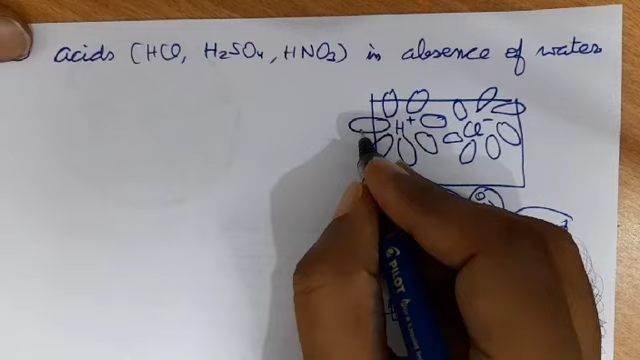 acids (HCl, H₂SO₄, HNO₃) in absence of water
H⁺ Cl⁻
PILOT